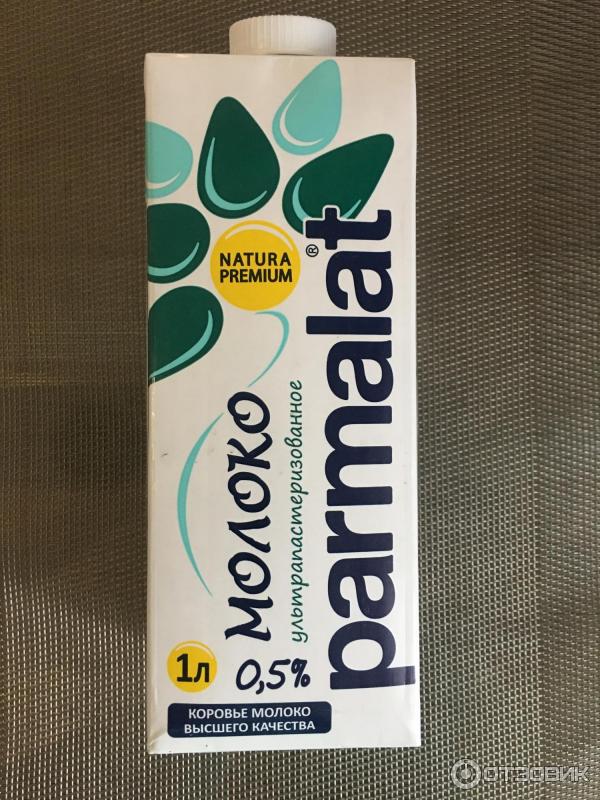 NATURA
PREMIUM
parmalat®
Молоко
ультрапастеризованное
1л
0,5%
КОРОВЬЕ МОЛОКО
ВЫСШЕГО КАЧЕСТВА
ОТЗОВИК